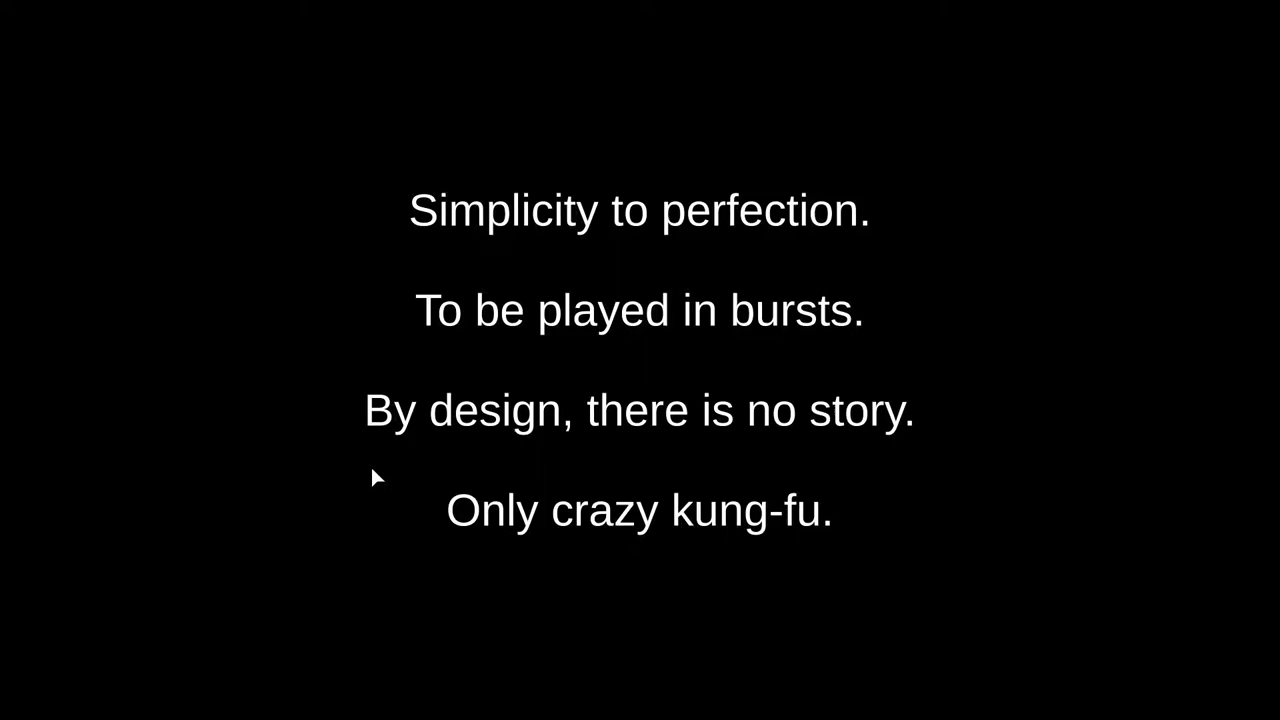 Simplicity to perfection.
To be played in bursts.
By design, there is no story.
Only crazy kung-fu.